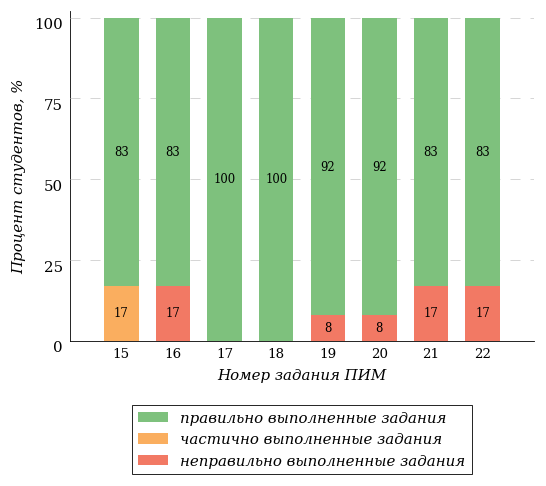 Процент студентов, %
100
75
50
25
0
83 83 100 100 92 92 83 83
17 17 8 8 17 17
15 16 17 18 19 20 21 22
Номер задания ПИМ
правильно выполненные задания
частично выполненные задания
неправильно выполненные задания